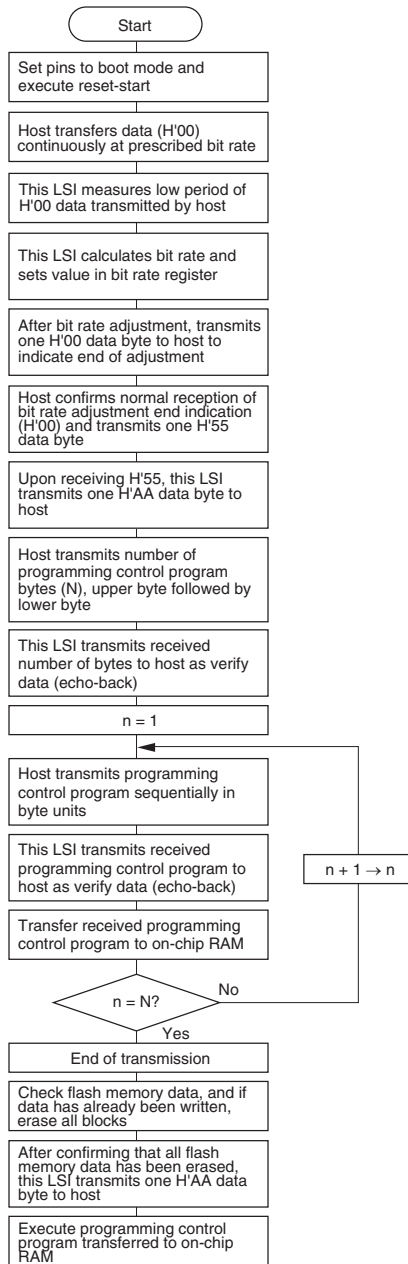 Start
Set pins to boot mode and
execute reset-start
Host transfers data (H'00)
continuously at prescribed bit rate
This LSI measures low period of
H'00 data transmitted by host
This LSI calculates bit rate and
sets value in bit rate register
After bit rate adjustment, transmits
one H'00 data byte to host to
indicate end of adjustment
Host confirms normal reception of
bit rate adjustment end indication
(H'00) and transmits one H'55
data byte
Upon receiving H'55, this LSI
transmits one H'AA data byte to
host
Host transmits number of
programming control program
bytes (N), upper byte followed by
lower byte
This LSI transmits received
number of bytes to host as verify
data (echo-back)
n = 1
Host transmits programming
control program sequentially in
byte units
This LSI transmits received
programming control program to
host as verify data (echo-back)
n + 1 → n
Transfer received programming
control program to on-chip RAM
n = N?
No
Yes
End of transmission
Check flash memory data, and if
data has already been written,
erase all blocks
After confirming that all flash
memory data has been erased,
this LSI transmits one H'AA data
byte to host
Execute programming control
program transferred to on-chip
RAM